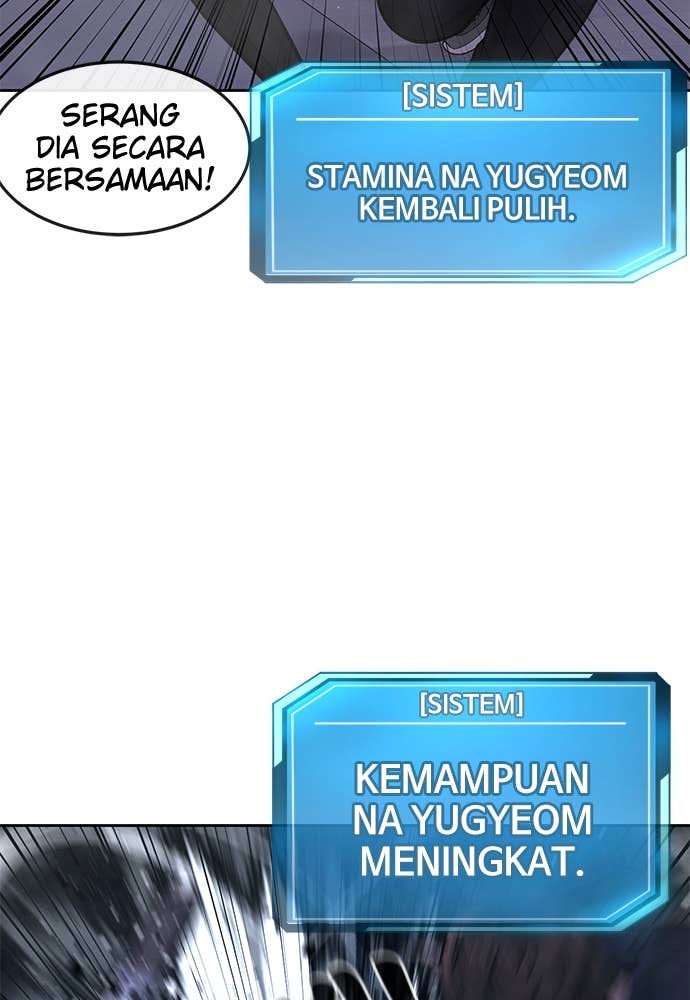 SERANG
DIA SECARA
BERSAMAAN!
[SISTEM]
STAMINA NA YUGYEOM
KEMBALI PULIH.
[SISTEM]
KEMAMPUAN
NA YUGYEOM
MENINGKAT.